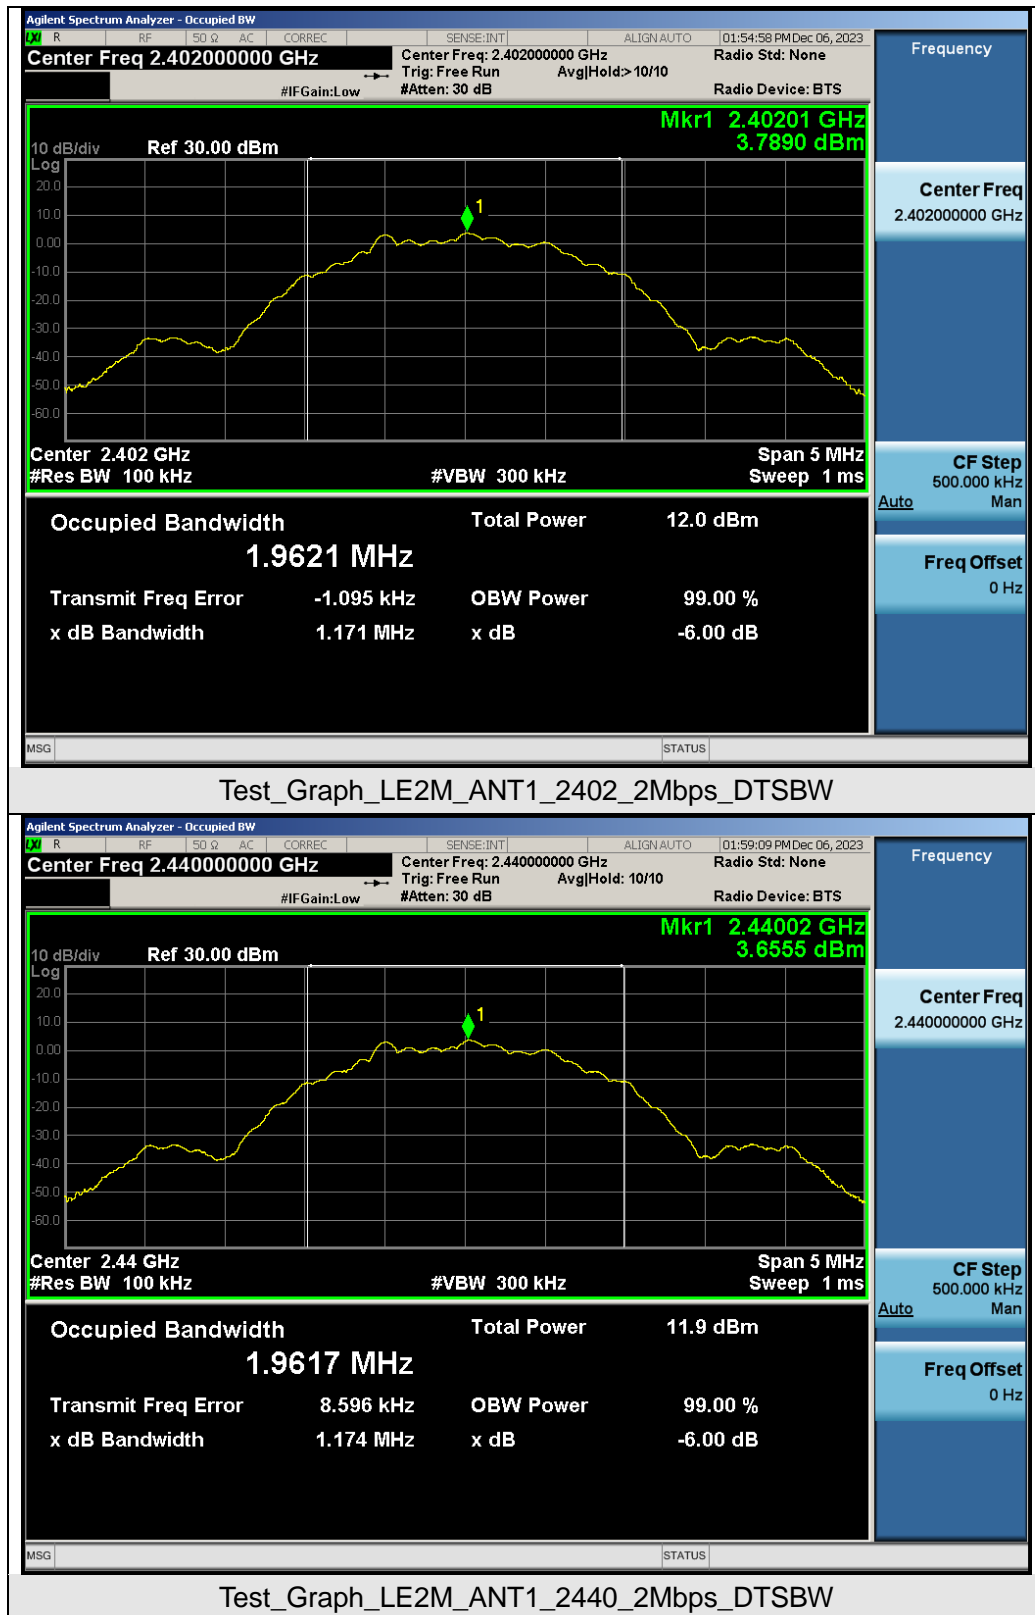 Agilent Spectrum Analyzer - Occupied BW
LXI R RF 50 Ω AC CORREC SENSE:INT ALIGN AUTO 01:54:58 PM Dec 06, 2023
Center Freq 2.402000000 GHz
Center Freq: 2.402000000 GHz Radio Std: None
Trig: Free Run Avg|Hold:> 10/10
#IFGain:Low #Atten: 30 dB Radio Device: BTS
Frequency
Mkr1 2.40201 GHz
3.7890 dBm
10 dB/div Ref 30.00 dBm
Log
20.0
10.0
0.00
-10.0
-20.0
-30.0
-40.0
-50.0
-60.0
1
Center 2.402 GHz Span 5 MHz
#Res BW 100 kHz #VBW 300 kHz Sweep 1 ms
Center Freq
2.402000000 GHz
CF Step
500.000 kHz
Auto Man
Freq Offset
0 Hz
Occupied Bandwidth Total Power 12.0 dBm
1.9621 MHz
Transmit Freq Error -1.095 kHz OBW Power 99.00 %
x dB Bandwidth 1.171 MHz x dB -6.00 dB
MSG STATUS
Test_Graph_LE2M_ANT1_2402_2Mbps_DTSBW
Agilent Spectrum Analyzer - Occupied BW
LXI R RF 50 Ω AC CORREC SENSE:INT ALIGN AUTO 01:59:09 PM Dec 06, 2023
Center Freq 2.440000000 GHz
Center Freq: 2.440000000 GHz Radio Std: None
Trig: Free Run Avg|Hold: 10/10
#IFGain:Low #Atten: 30 dB Radio Device: BTS
Frequency
Mkr1 2.44002 GHz
3.6555 dBm
10 dB/div Ref 30.00 dBm
Log
20.0
10.0
0.00
-10.0
-20.0
-30.0
-40.0
-50.0
-60.0
1
Center 2.44 GHz Span 5 MHz
#Res BW 100 kHz #VBW 300 kHz Sweep 1 ms
Center Freq
2.440000000 GHz
CF Step
500.000 kHz
Auto Man
Freq Offset
0 Hz
Occupied Bandwidth Total Power 11.9 dBm
1.9617 MHz
Transmit Freq Error 8.596 kHz OBW Power 99.00 %
x dB Bandwidth 1.174 MHz x dB -6.00 dB
MSG STATUS
Test_Graph_LE2M_ANT1_2440_2Mbps_DTSBW